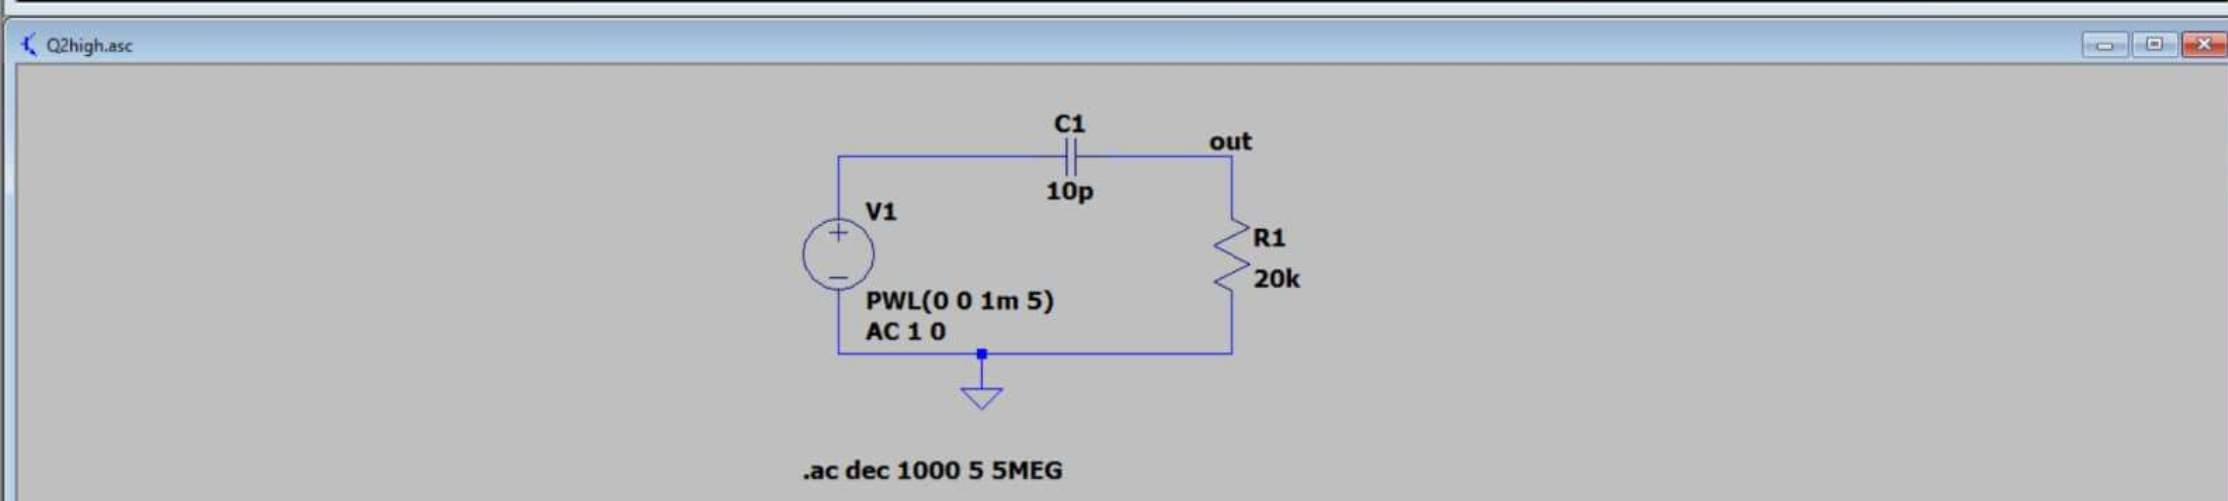 Q2high.asc
C1
out
10p
V1
R1
20k
PWL(0 0 1m 5)
AC 1 0
.ac dec 1000 5 5MEG